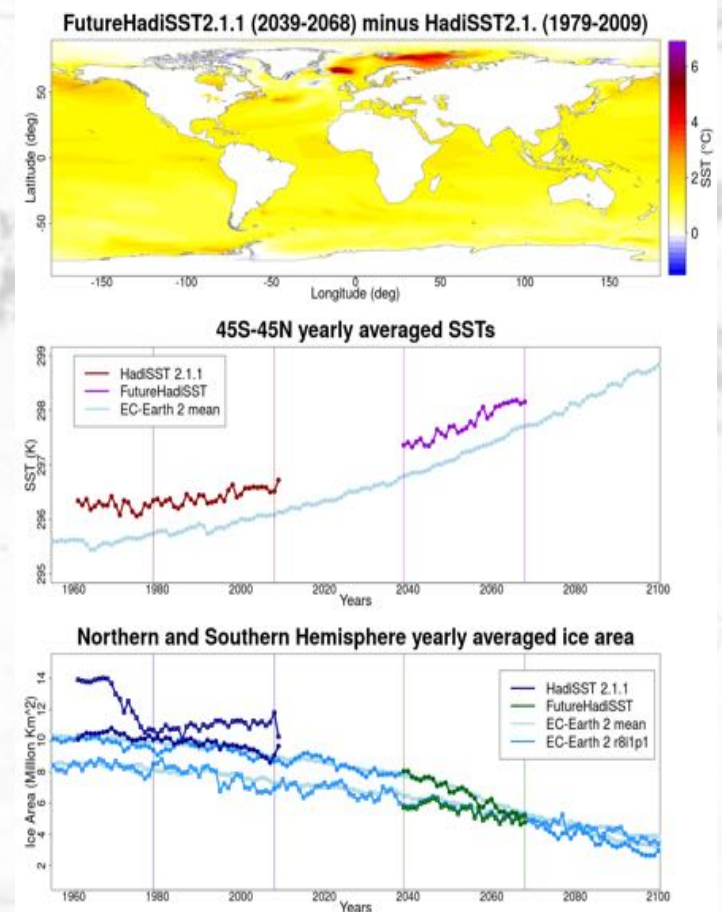 FutureHadiSST2.1.1 (2039-2068) minus HadiSST2.1. (1979-2009)
Latitude (deg)
50
0
-50
-150 -100 -50 0 50 100 150
Longitude (deg)
6
4
2
0
SST (°C)
45S-45N yearly averaged SSTs
HadiSST 2.1.1
FutureHadiSST
EC-Earth 2 mean
SST (K)
299
298
297
296
295
1960 1980 2000 2020 2040 2060 2080 2100
Years
Northern and Southern Hemisphere yearly averaged ice area
HadiSST 2.1.1
FutureHadiSST
EC-Earth 2 mean
EC-Earth 2 r8i1p1
Ice Area (Million Km^2)
14
12
10
8
6
4
2
1960 1980 2000 2020 2040 2060 2080 2100
Years